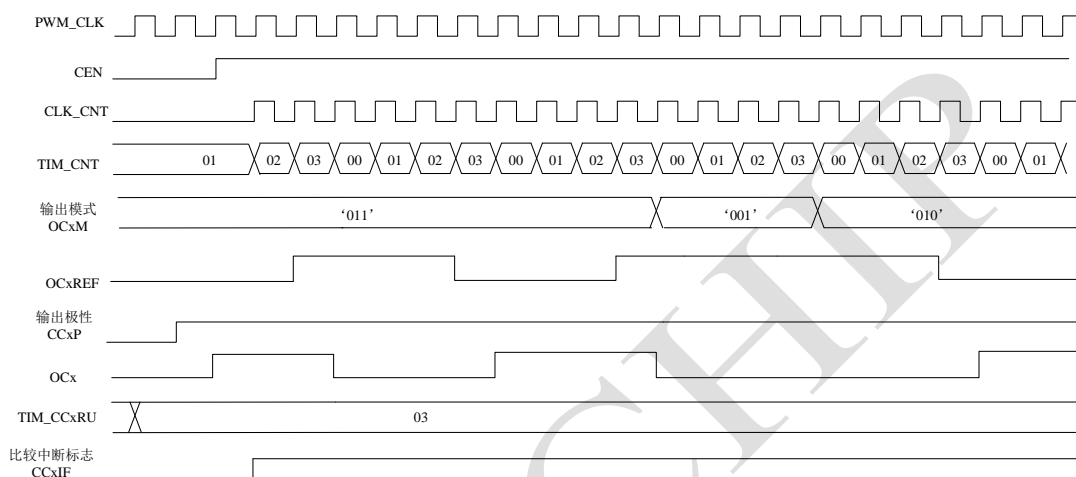 PWM_CLK
CEN
CLK_CNT
TIM_CNT 01 02 03 00 01 02 03 00 01 02 03 00 01 02 03 00 01 02 03 00 01
输出模式
OCxM '011' '001' '010'
OCxREF
输出极性
CCxP
OCx
TIM_CCxRU 03
比较中断标志
CCxIF
CHIP